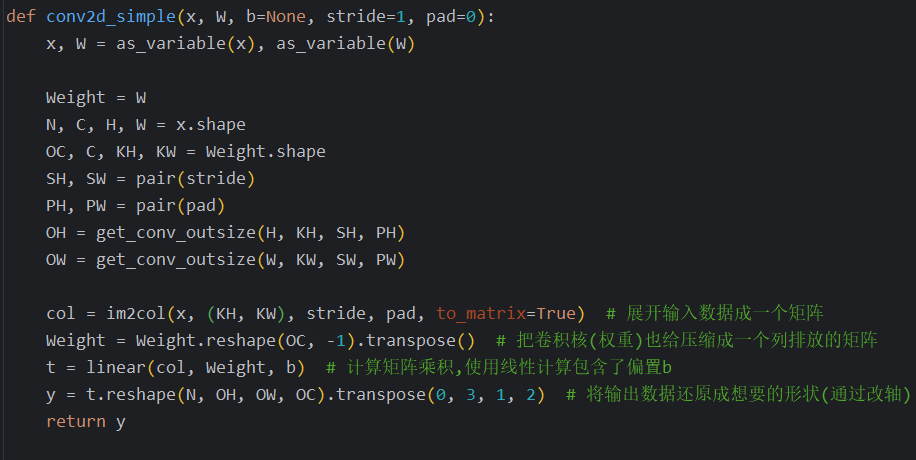 def conv2d_simple(x, W, b=None, stride=1, pad=0):
    x, W = as_variable(x), as_variable(W)

    Weight = W
    N, C, H, W = x.shape
    OC, C, KH, KW = Weight.shape
    SH, SW = pair(stride)
    PH, PW = pair(pad)
    OH = get_conv_outsize(H, KH, SH, PH)
    OW = get_conv_outsize(W, KW, SW, PW)

    col = im2col(x, (KH, KW), stride, pad, to_matrix=True)  # 展开输入数据成一个矩阵
    Weight = Weight.reshape(OC, -1).transpose()  # 把卷积核(权重)也给压缩成一个列排放的矩阵
    t = linear(col, Weight, b)  # 计算矩阵乘积,使用线性计算包含了偏置b
    y = t.reshape(N, OH, OW, OC).transpose(0, 3, 1, 2)  # 将输出数据还原成想要的形状(通过改轴)
    return y